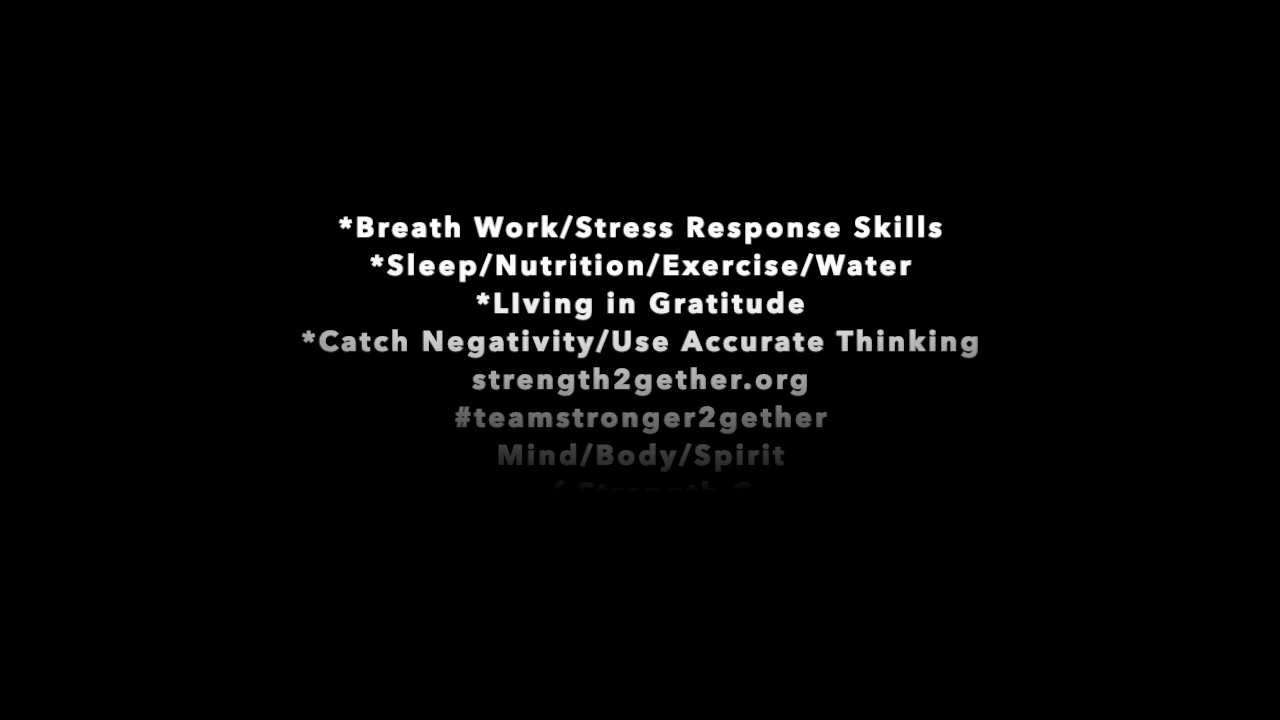 *Breath Work/Stress Response Skills
*Sleep/Nutrition/Exercise/Water
*LIving in Gratitude
*Catch Negativity/Use Accurate Thinking
strength2gether.org
#teamstronger2gether
Mind/Body/Spirit